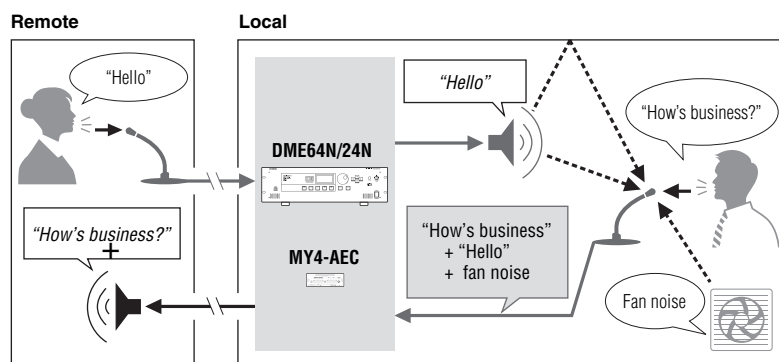 Remote
Local
“Hello”
“Hello”
“How's business?”
DME64N/24N
“How's business?”
+
“How's business”
+ “Hello”
+ fan noise
MY4-AEC
Fan noise